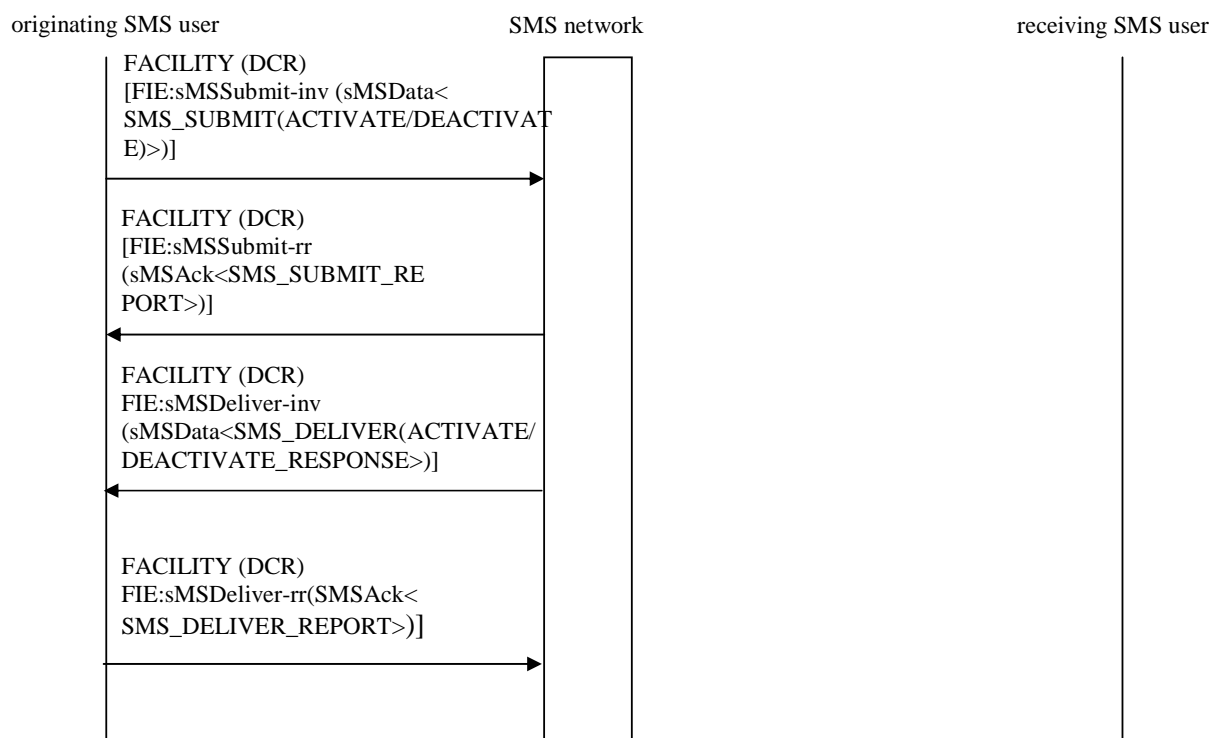 originating SMS user
SMS network
receiving SMS user
FACILITY (DCR)
[FIE:sMSSubmit-inv (sMSData<
SMS_SUBMIT(ACTIVATE/DEACTIVAT
E)>)]
FACILITY (DCR)
[FIE:sMSSubmit-rr
(sMSAck<SMS_SUBMIT_RE
PORT>)]
FACILITY (DCR)
FIE:sMSDeliver-inv
(sMSData<SMS_DELIVER(ACTIVATE/
DEACTIVATE_RESPONSE>)]
FACILITY (DCR)
FIE:sMSDeliver-rr(SMSAck<
SMS_DELIVER_REPORT>)]